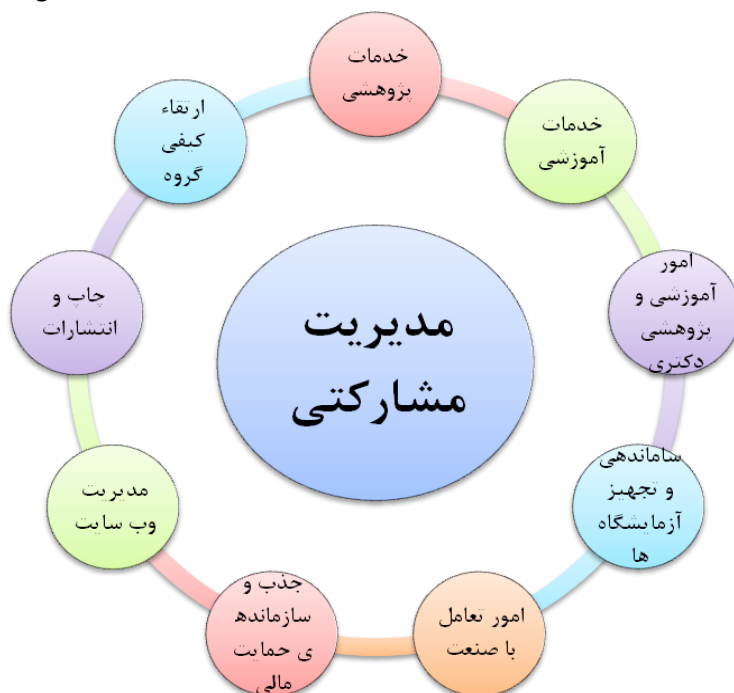 خدمات
پژوهشی
خدمات
آموزشی
امور
آموزشی و
پژوهشی
دکتری
ساماندهی
و تجهیز
آزمایشگاه
ها
امور تعامل
با صنعت
جذب و
سازماندھ
ی حمایت
مالی
مدیریت
وب سایت
چاپ و
انتشارات
ارتقاء
کیفی
گروه
مدیریت
مشارکتی